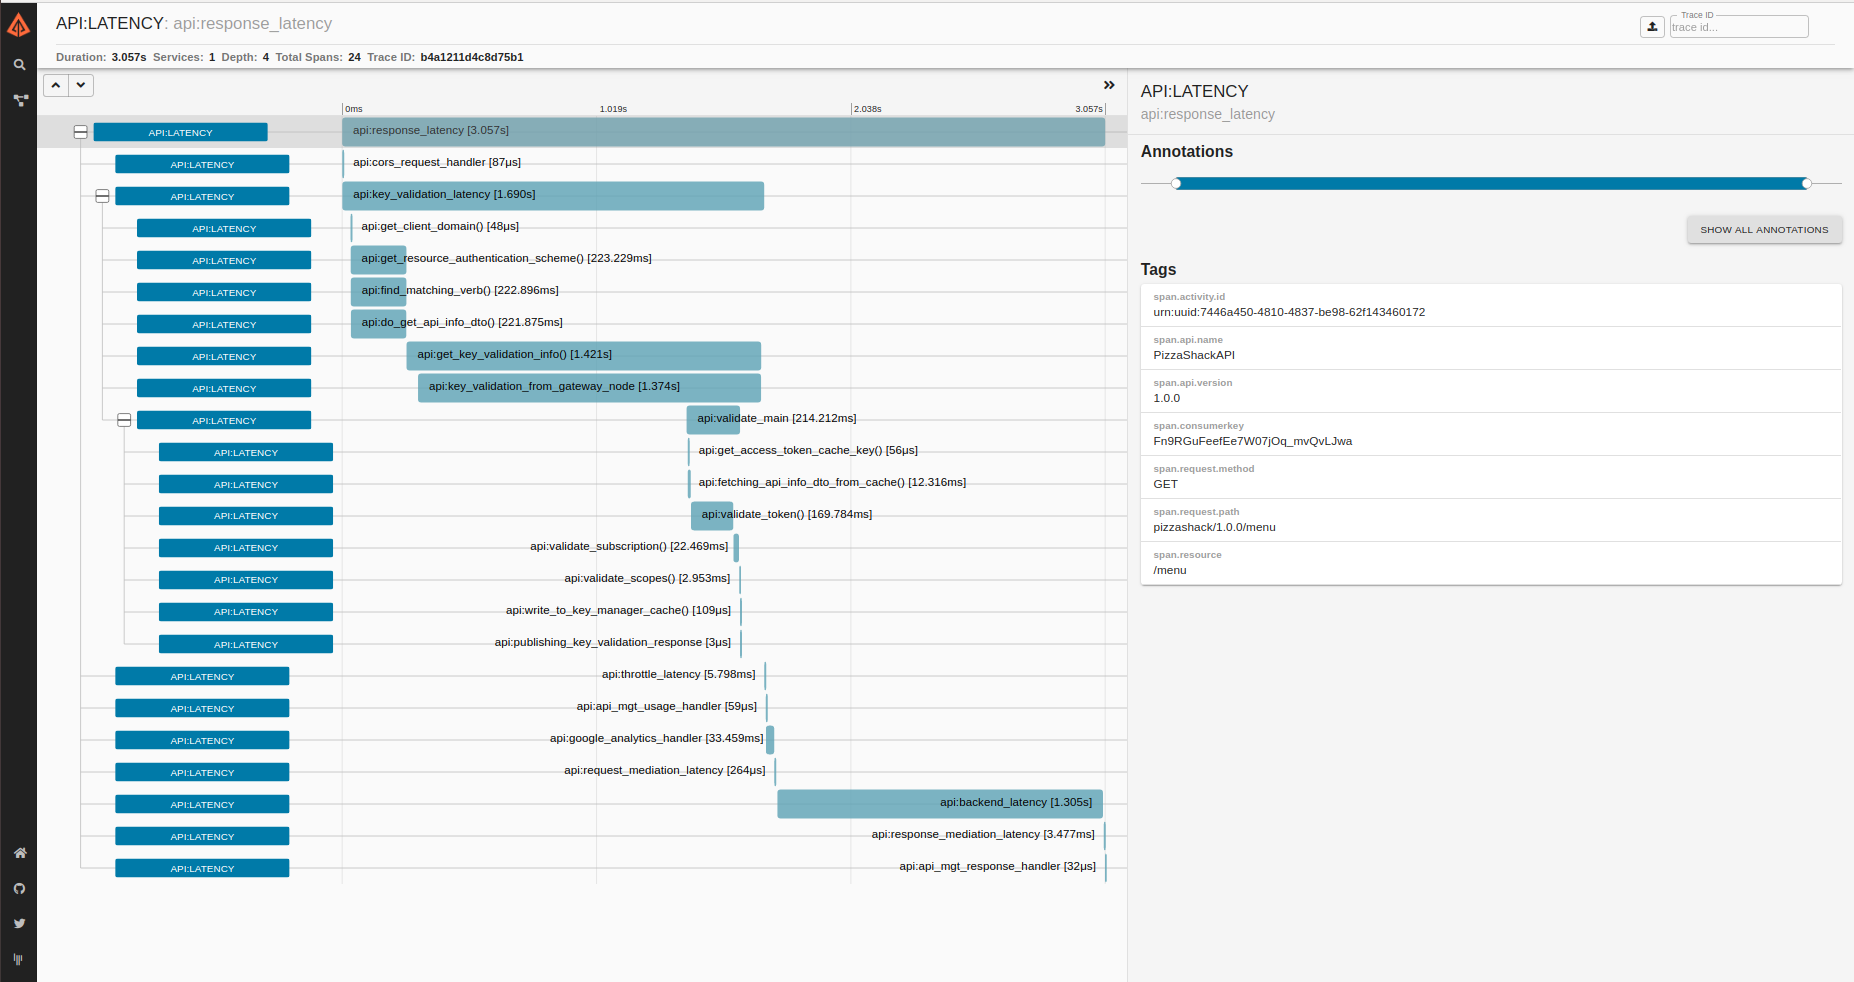 API:LATENCY: api:response_latency
Trace ID
trace id...
Duration: 3.057s Services: 1 Depth: 4 Total Spans: 24 Trace ID: b4a1211d4c8d75b1
0ms 1.019s 2.038s 3.057s
API:LATENCY api:response_latency [3.057s]
API:LATENCY api:cors_request_handler [87μs]
API:LATENCY api:key_validation_latency [1.690s]
API:LATENCY api:get_client_domain() [48μs]
API:LATENCY api:get_resource_authentication_scheme() [223.229ms]
API:LATENCY api:find_matching_verb() [222.896ms]
API:LATENCY api:do_get_api_info_dto() [221.875ms]
API:LATENCY api:get_key_validation_info() [1.421s]
API:LATENCY api:key_validation_from_gateway_node [1.374s]
API:LATENCY api:validate_main [214.212ms]
API:LATENCY api:get_access_token_cache_key() [56μs]
API:LATENCY api:fetching_api_info_dto_from_cache() [12.316ms]
API:LATENCY api:validate_token() [169.784ms]
API:LATENCY api:validate_subscription() [22.469ms]
API:LATENCY api:validate_scopes() [2.953ms]
API:LATENCY api:write_to_key_manager_cache() [109μs]
API:LATENCY api:publishing_key_validation_response [3μs]
API:LATENCY api:throttle_latency [5.798ms]
API:LATENCY api:api_mgt_usage_handler [59μs]
API:LATENCY api:google_analytics_handler [33.459ms]
API:LATENCY api:request_mediation_latency [264μs]
API:LATENCY api:backend_latency [1.305s]
API:LATENCY api:response_mediation_latency [3.477ms]
API:LATENCY api:api_mgt_response_handler [32μs]
API:LATENCY
api:response_latency
Annotations
SHOW ALL ANNOTATIONS
Tags
span.activity.id
urn:uuid:7446a450-4810-4837-be98-62f143460172
span.api.name
PizzaShackAPI
span.api.version
1.0.0
span.consumerkey
Fn9RGuFeefEe7W07jOq_mvQvLJwa
span.request.method
GET
span.request.path
pizzashack/1.0.0/menu
span.resource
/menu